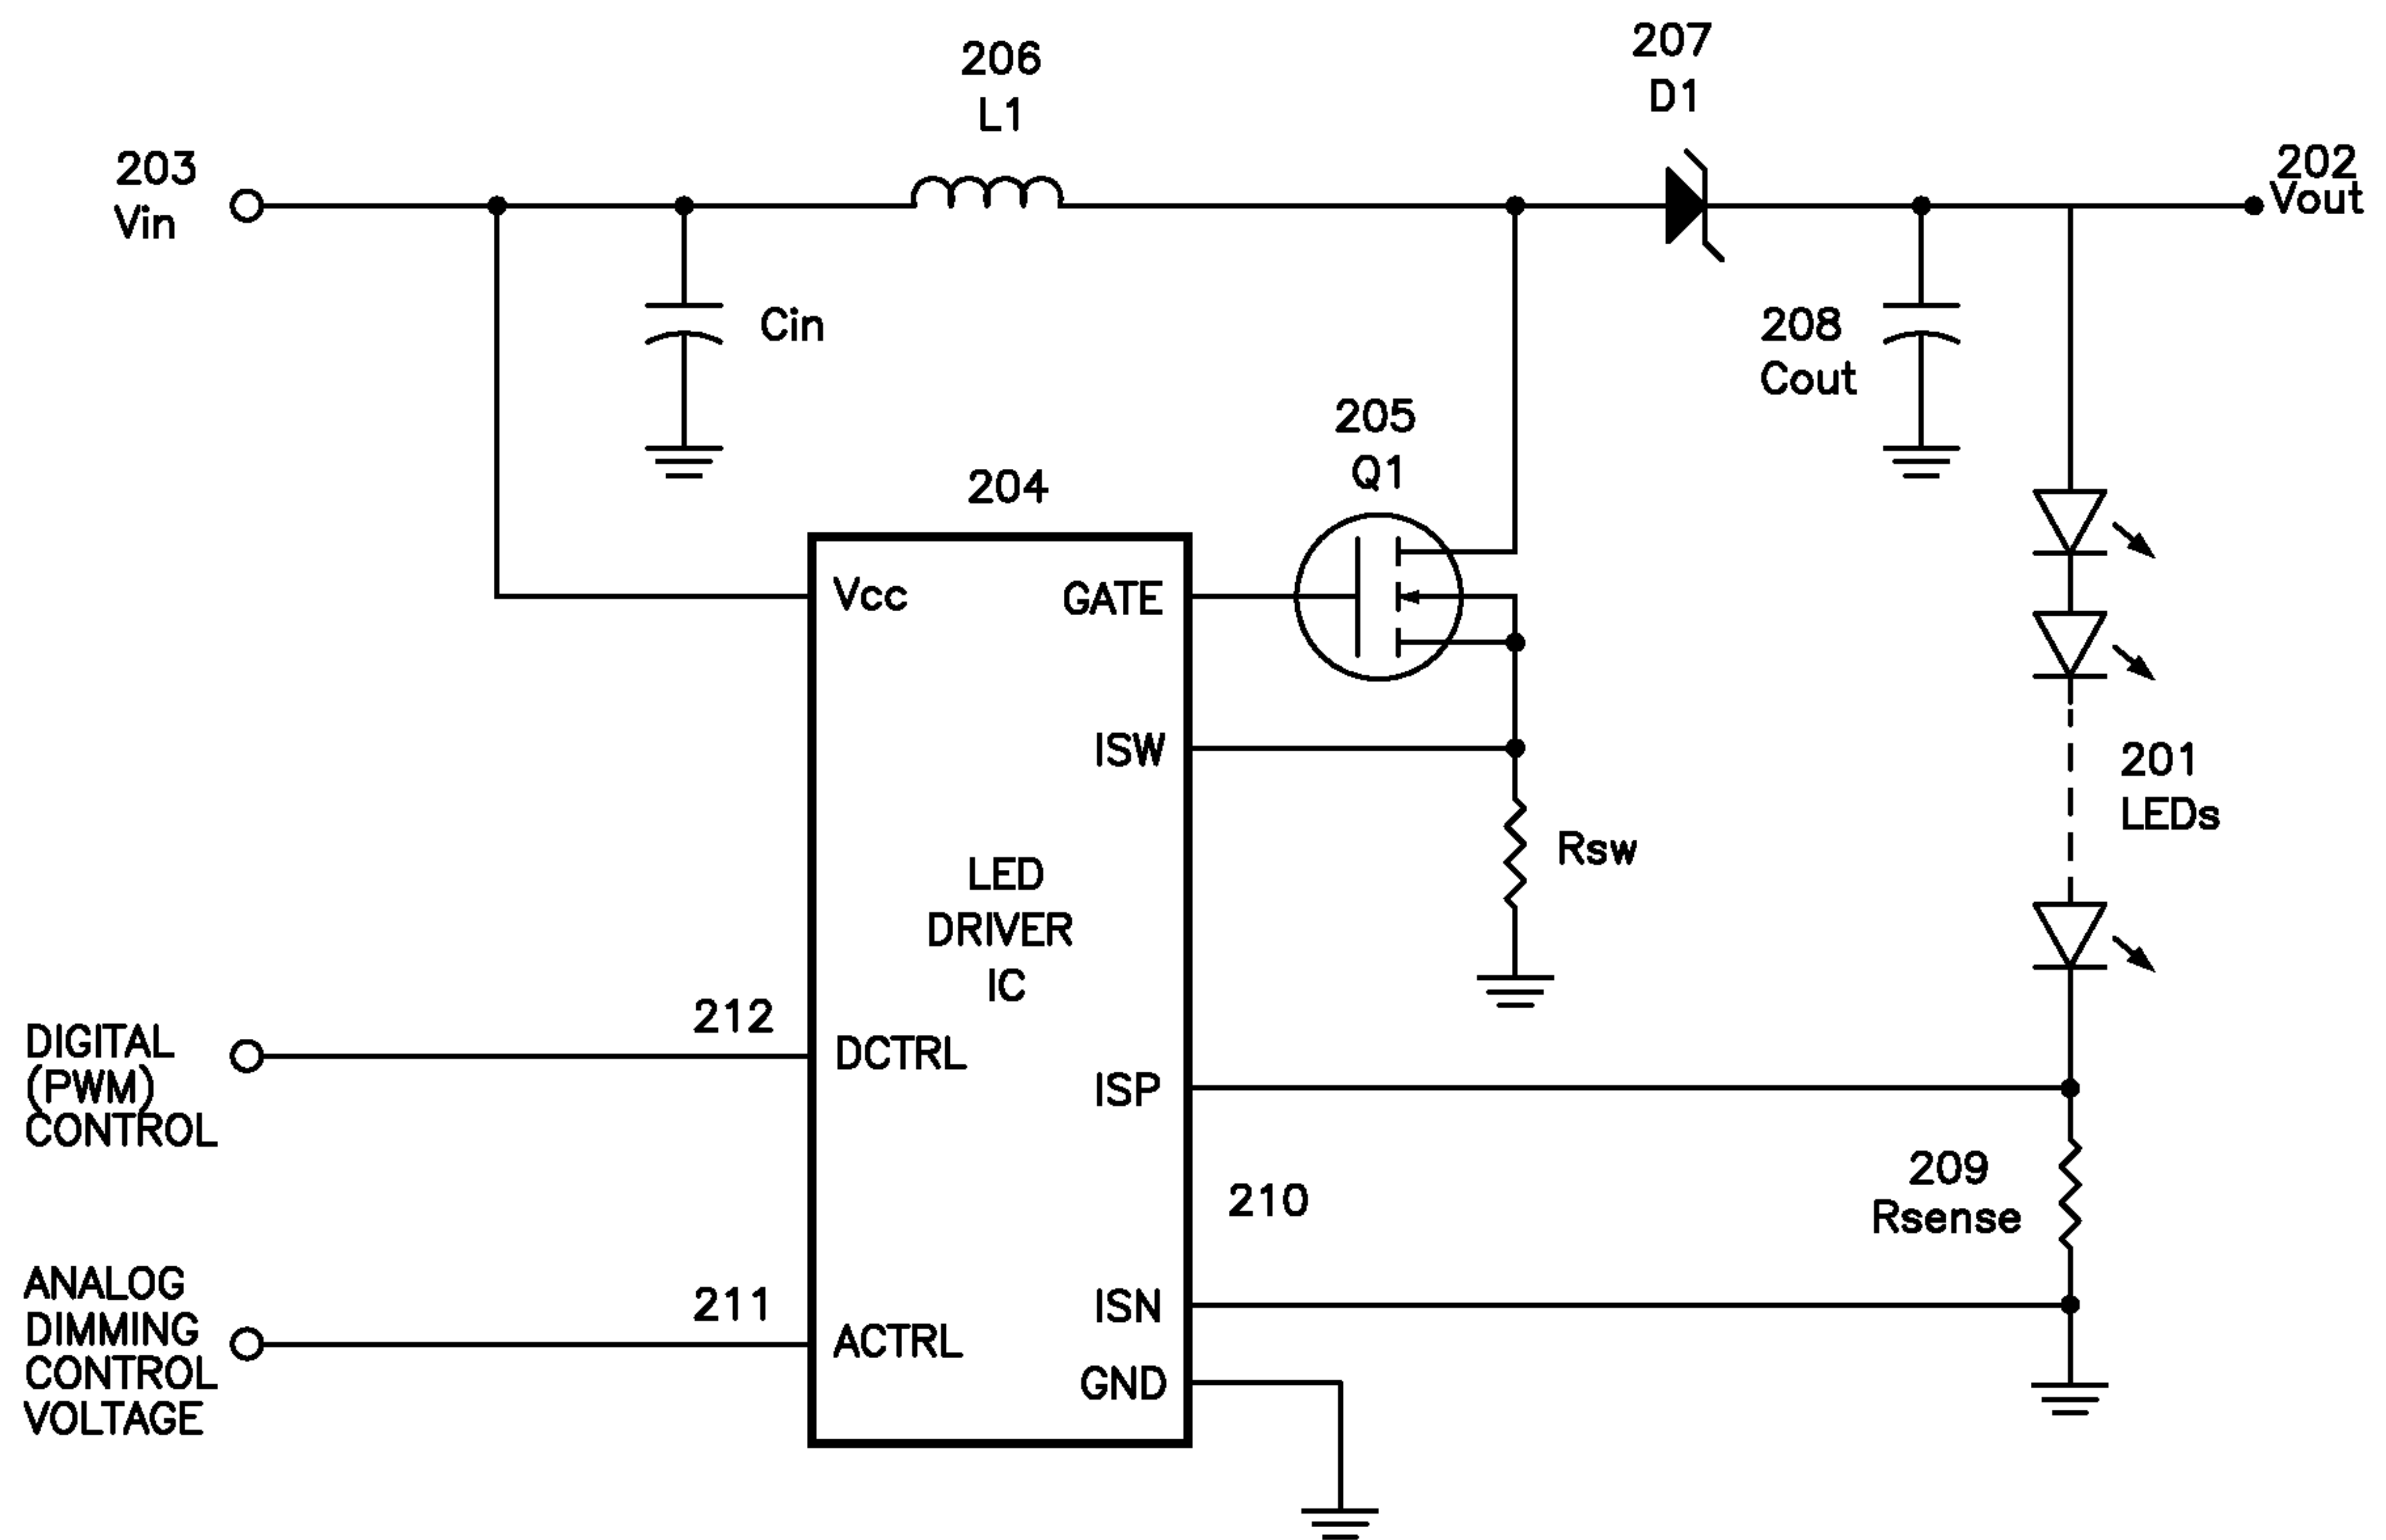 206
L1
207
D1
203
Vin
202
Vout
Cin
208
Cout
205
Q1
204
Vcc
GATE
ISW
201
LEDs
Rsw
LED
DRIVER
IC
212
DCTRL
DIGITAL
(PWM)
CONTROL
ISP
210
209
Rsense
211
ACTRL
ANALOG
DIMMING
CONTROL
VOLTAGE
ISN
GND